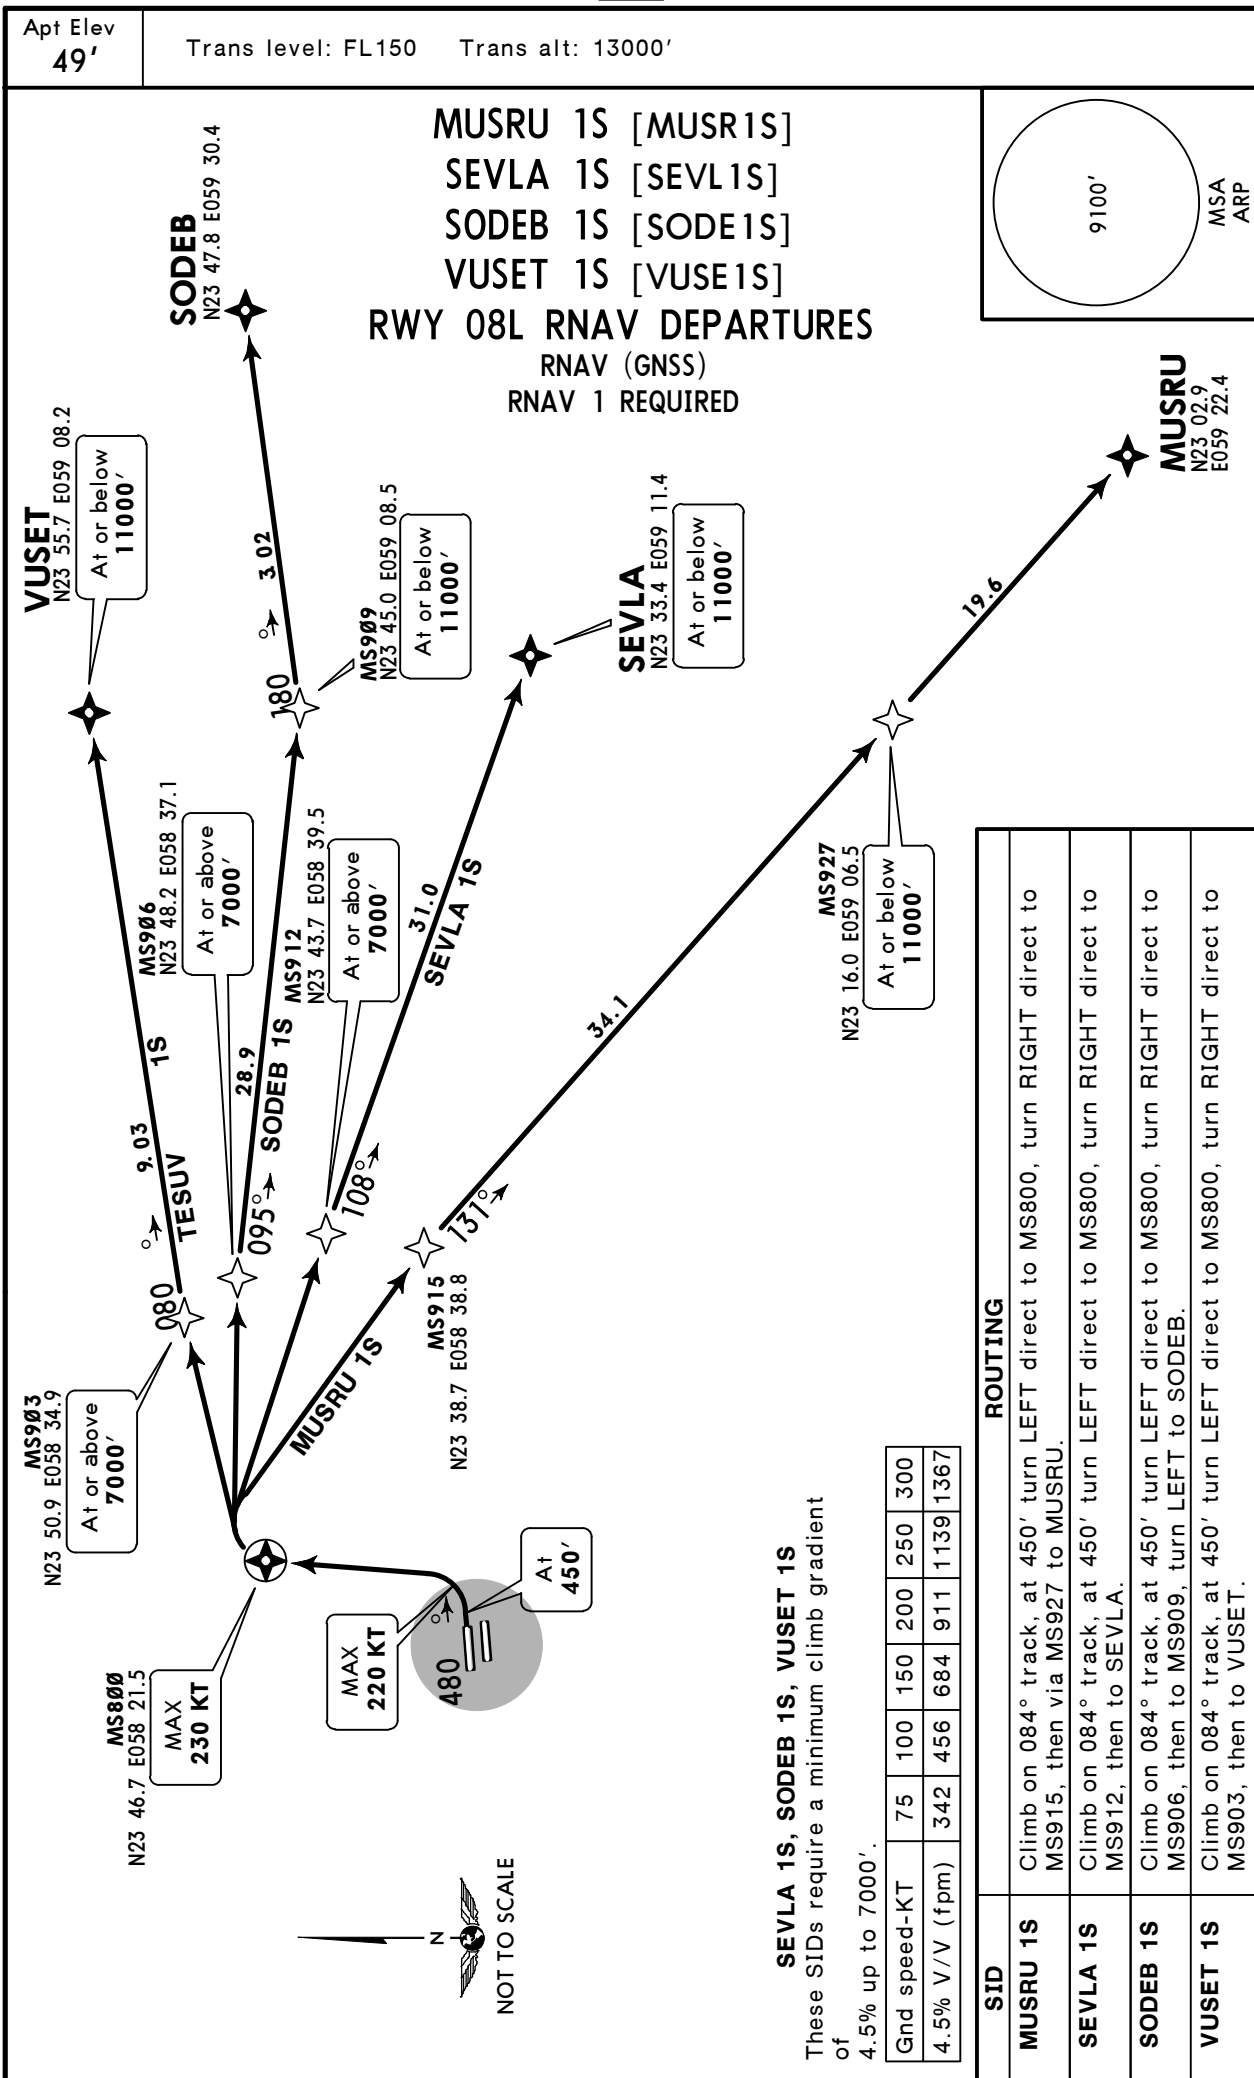 Apt Elev
49'
Trans level: FL150 Trans alt: 13000'
MUSRU 1S [MUSR1S]
SEVLA 1S [SEVL1S]
SODEB 1S [SODE1S]
VUSET 1S [VUSE1S]
RWY 08L RNAV DEPARTURES
RNAV (GNSS)
RNAV 1 REQUIRED
9100'
MSA
ARP
SODEB
N23 47.8 E059 30.4
VUSET
N23 55.7 E059 08.2
At or below
11000'
3 02
180
°
MS9Ø9
N23 45.0 E059 08.5
At or below
11000'
SEVLA
N23 33.4 E059 11.4
At or below
11000'
MUSRU
N23 02.9
E059 22.4
19.6
MS9Ø6
N23 48.2 E058 37.1
At or above
7000'
MS912
N23 43.7 E058 39.5
At or above
7000'
MS927
N23 16.0 E059 06.5
At or below
11000'
9. 03
TESUV
1S
080
°
28.9
095°
SODEB 1S
31.0
SEVLA 1S
108°
34.1
131°
MUSRU 1S
MS915
N23 38.7 E058 38.8
MS9Ø3
N23 50.9 E058 34.9
At or above
7000'
MS8ØØ
N23 46.7 E058 21.5
MAX
230 KT
MAX
220 KT
At
450'
480
°
N
NOT TO SCALE
SEVLA 1S, SODEB 1S, VUSET 1S
These SIDs require a minimum climb gradient
of
4.5% up to 7000'.
Gnd speed-KT 75 100 150 200 250 300
4.5% V/V (fpm) 342 456 684 911 1139 1367
SID ROUTING
MUSRU 1S Climb on 084° track, at 450' turn LEFT direct to MS800, turn RIGHT direct to
MS915, then via MS927 to MUSRU.
SEVLA 1S Climb on 084° track, at 450' turn LEFT direct to MS800, turn RIGHT direct to
MS912, then to SEVLA.
SODEB 1S Climb on 084° track, at 450' turn LEFT direct to MS800, turn RIGHT direct to
MS906, then to MS909, turn LEFT to SODEB.
VUSET 1S Climb on 084° track, at 450' turn LEFT direct to MS800, turn RIGHT direct to
MS903, then to VUSET.